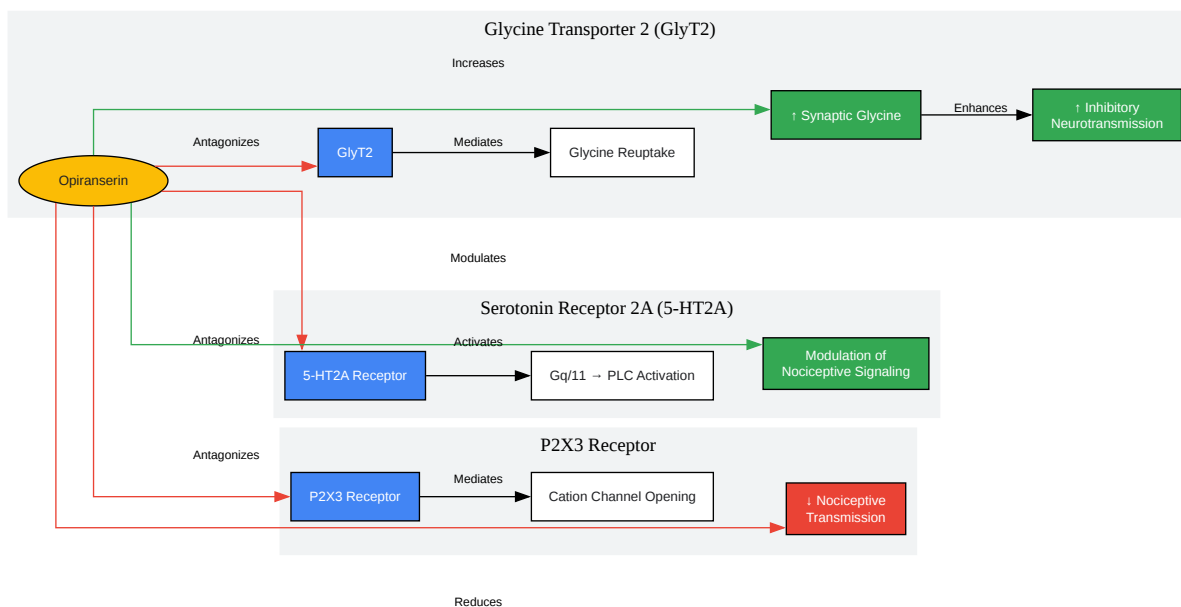 Glycine Transporter 2 (GlyT2)
Increases
↑ Synaptic Glycine
Enhances
↑ Inhibitory
Neurotransmission
Antagonizes
GlyT2
Mediates
Glycine Reuptake
Opiranserin
Modulates
Serotonin Receptor 2A (5-HT2A)
Antagonizes
Activates
5-HT2A Receptor
Gq/11 → PLC Activation
Modulation of
Nociceptive Signaling
P2X3 Receptor
Antagonizes
Mediates
P2X3 Receptor
Cation Channel Opening
↓ Nociceptive
Transmission
Reduces